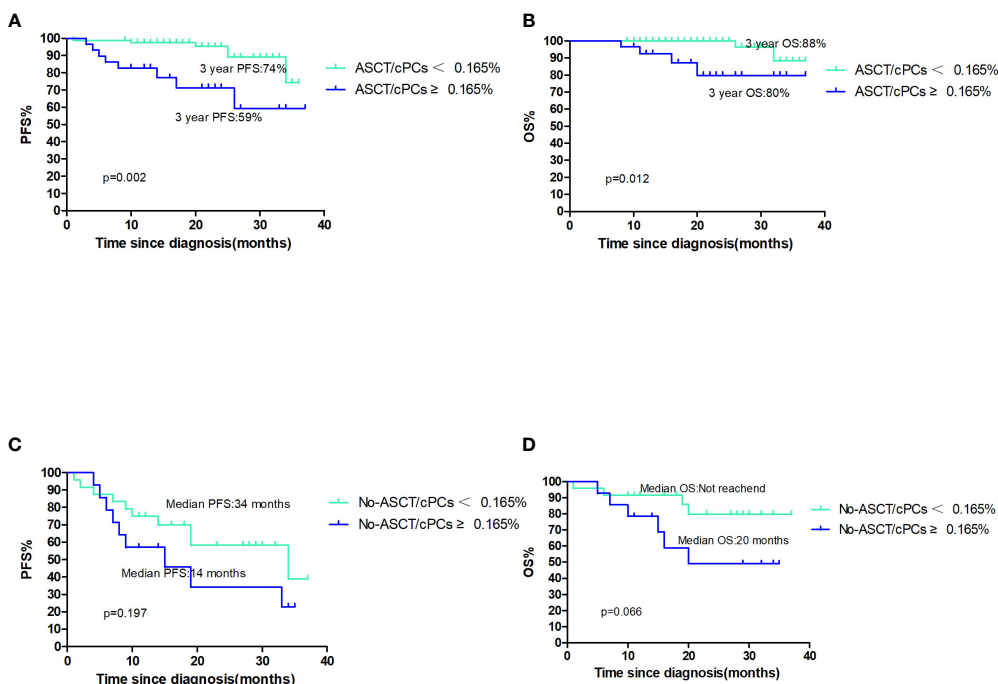 A
100
90
80
70
60
50
40
30
20
10
0
PFS%
3 year PFS:74%
3 year PFS:59%
p=0.002
0 10 20 30 40
Time since diagnosis(months)
ASCT/cPCs < 0.165%
ASCT/cPCs ≥ 0.165%
B
100
90
80
70
60
50
40
30
20
10
0
OS%
3 year OS:88%
3 year OS:80%
p=0.012
0 10 20 30 40
Time since diagnosis(months)
ASCT/cPCs < 0.165%
ASCT/cPCs ≥ 0.165%
C
100
90
80
70
60
50
40
30
20
10
0
PFS%
Median PFS:34 months
Median PFS:14 months
p=0.197
0 10 20 30 40
Time since diagnosis(months)
No-ASCT/cPCs < 0.165%
No-ASCT/cPCs ≥ 0.165%
D
100
90
80
70
60
50
40
30
20
10
0
OS%
Median OS:Not reachend
Median OS:20 months
p=0.066
0 10 20 30 40
Time since diagnosis(months)
No-ASCT/cPCs < 0.165%
No-ASCT/cPCs ≥ 0.165%